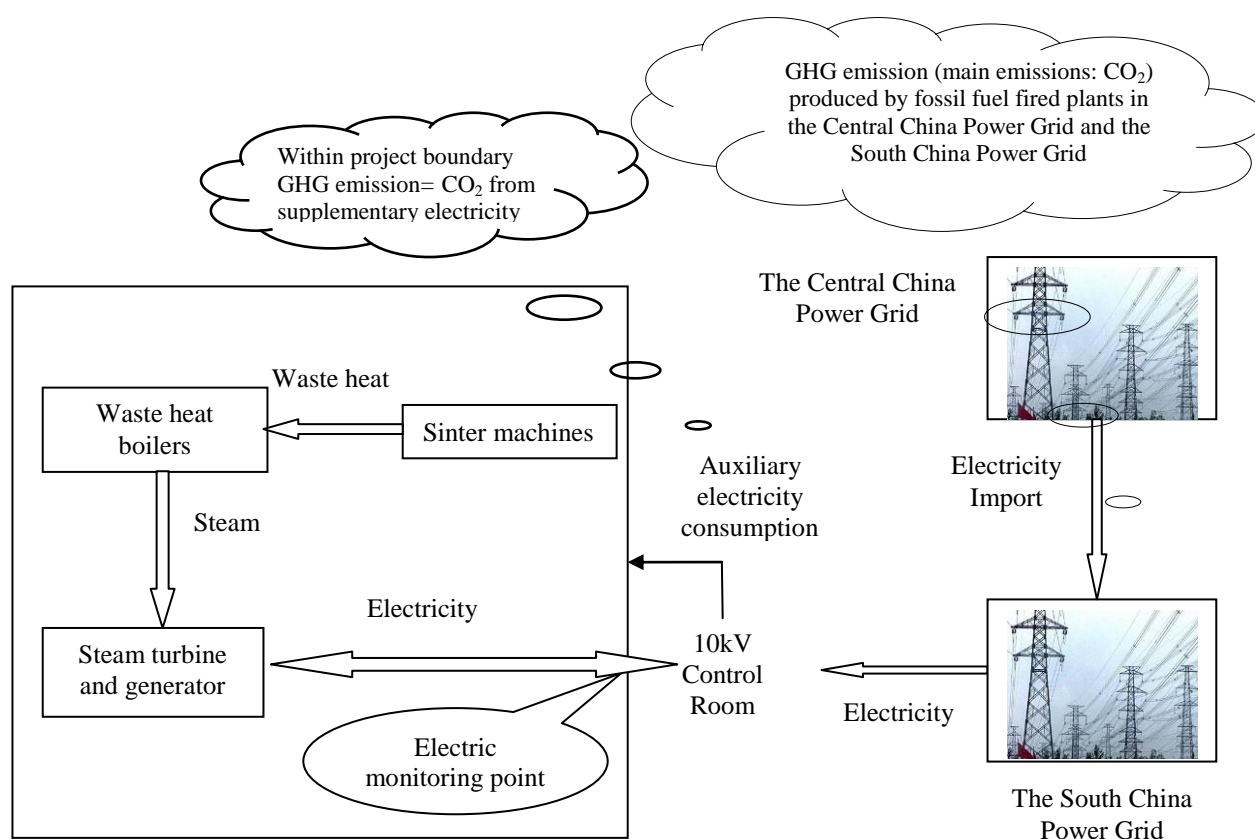 GHG emission (main emissions: CO₂)
produced by fossil fuel fired plants in
the Central China Power Grid and the
South China Power Grid
Within project boundary
GHG emission= CO₂ from
supplementary electricity
The Central China
Power Grid
Waste heat
Waste heat
boilers
Sinter machines
Auxiliary
electricity
consumption
Electricity
Import
Steam
Electricity
Steam turbine
and generator
10kV
Control
Room
Electricity
Electric
monitoring point
The South China
Power Grid